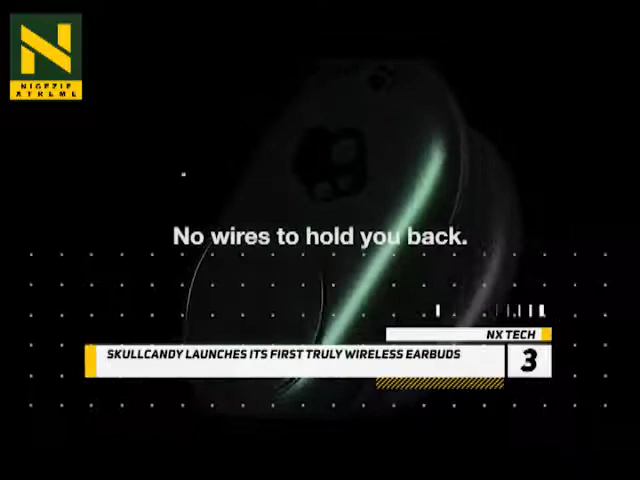 NIGEZIE
XTREME
No wires to hold you back.
NX TECH
SKULLCANDY LAUNCHES ITS FIRST TRULY WIRELESS EARBUDS
3